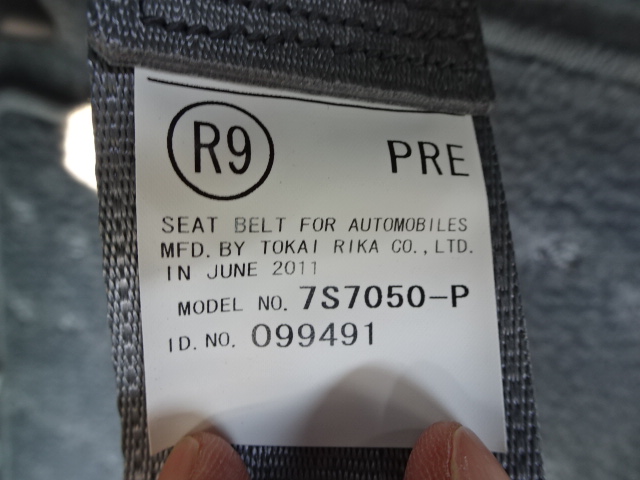 R9 PRE
SEAT BELT FOR AUTOMOBILES
MFD. BY TOKAI RIKA CO., LTD.
IN JUNE 2011
MODEL NO. 7S7050-P
ID. NO. 099491